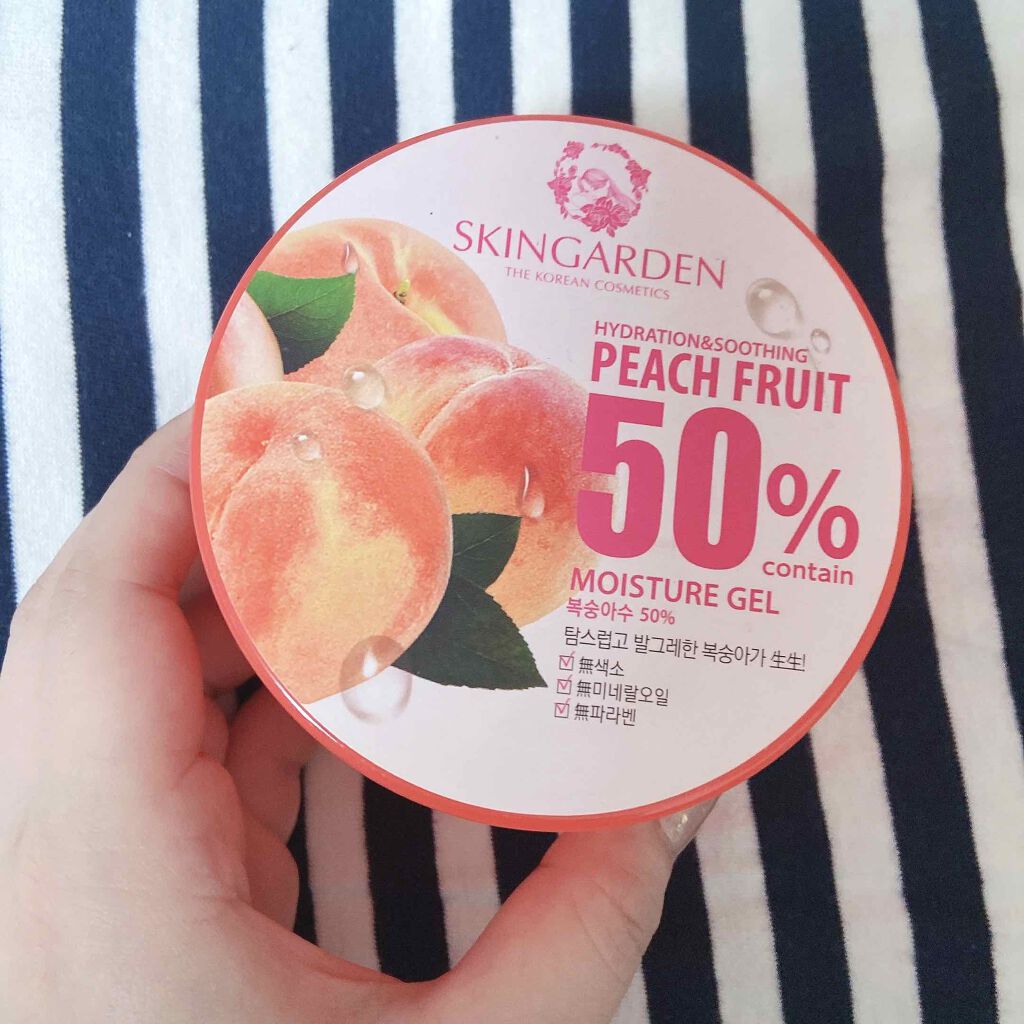 SKINGARDEN
THE KOREAN COSMETICS
HYDRATION&SOOTHING
PEACH FRUIT
50%
contain
MOISTURE GEL
복숭아수 50%
탐스럽고 발그레한 복숭아가 生生!
無색소
無미네랄오일
無파라벤